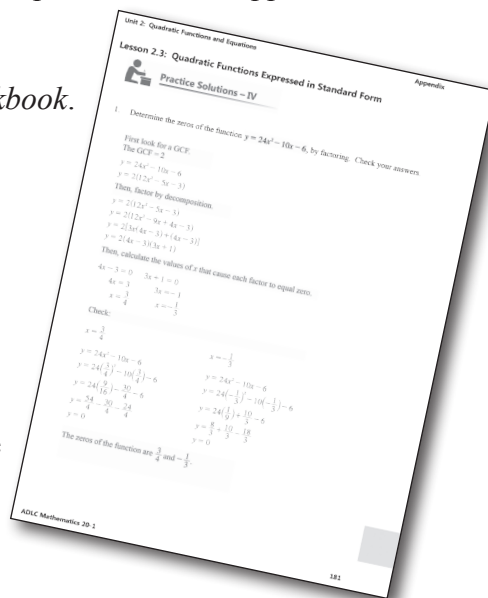 kbook.
Unit 2: Quadratic Functions and Equations
Appendix
Lesson 2.3: Quadratic Functions Expressed in Standard Form
Practice Solutions – IV
1. Determine the zeros of the function y = 24x² – 10x – 6, by factoring. Check your answers
First look for a GCF.
The GCF = 2
y = 24x² – 10x – 6
y = 2(12x² – 5x – 3)
Then, factor by decomposition.
y = 2(12x² – 5x – 3)
y = 2(12x² – 9x + 4x – 3)
y = 2[3x(4x – 3) + (4x – 3)]
y = 2(4x – 3)(3x + 1)
Then, calculate the values of x that cause each factor to equal zero.
4x – 3 = 0 3x + 1 = 0
4x = 3 3x = – 1
x = 3/4 x = – 1/3
Check:
x = 3/4 x = – 1/3
y = 24x² – 10x – 6 y = 24x² – 10x – 6
y = 24(3/4)² – 10(3/4) – 6 y = 24(– 1/3)² – 10(– 1/3) – 6
y = 24(9/16) – 30/4 – 6 y = 24(1/9) + 10/3 – 6
y = 54/4 – 30/4 – 24/4 y = 8/3 + 10/3 – 18/3
y = 0 y = 0
The zeros of the function are 3/4 and – 1/3.
ADLC Mathematics 20-1
181